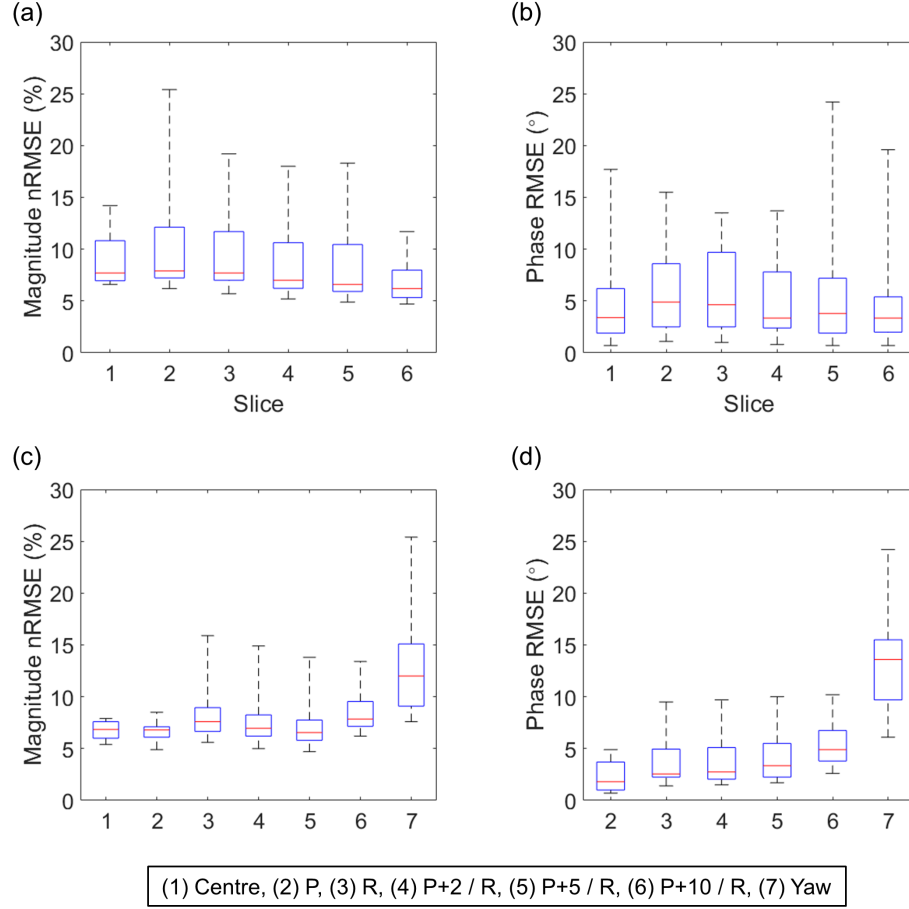 (a)
Magnitude nRMSE (%)
30
25
20
15
10
5
0
1 2 3 4 5 6
Slice
(b)
Phase RMSE (°)
30
25
20
15
10
5
0
1 2 3 4 5 6
Slice
(c)
Magnitude nRMSE (%)
30
25
20
15
10
5
0
1 2 3 4 5 6 7
(d)
Phase RMSE (°)
30
25
20
15
10
5
0
2 3 4 5 6 7
(1) Centre, (2) P, (3) R, (4) P+2 / R, (5) P+5 / R, (6) P+10 / R, (7) Yaw